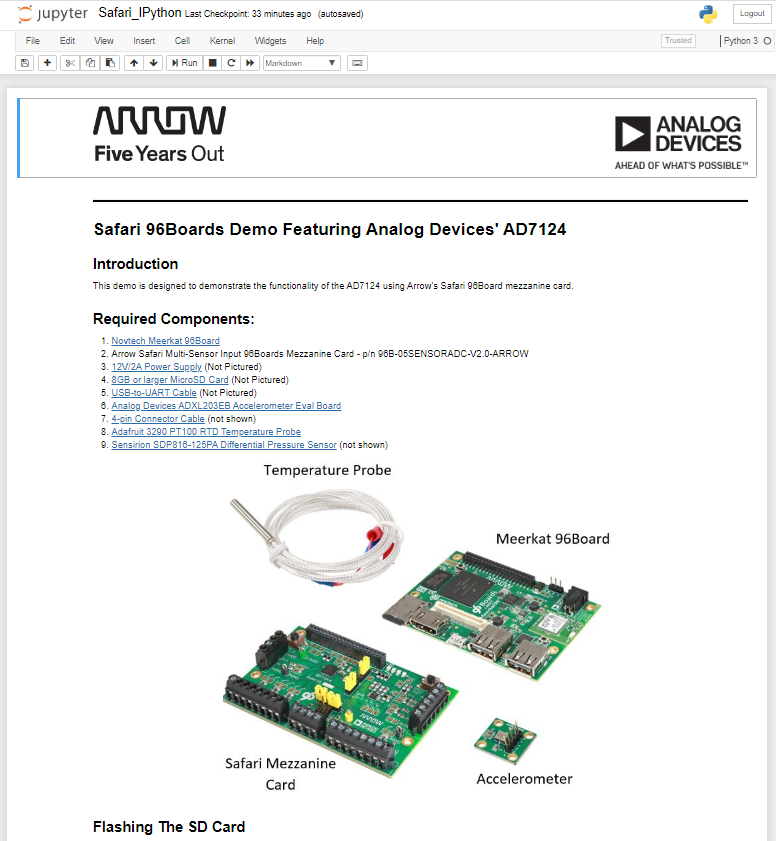 jupyter Safari_IPython Last Checkpoint: 33 minutes ago (autosaved)
Logout
File Edit View Insert Cell Kernel Widgets Help
Trusted
Python 3
Run
Markdown
ARROW
Five Years Out
ANALOG
DEVICES
AHEAD OF WHAT'S POSSIBLE™
Safari 96Boards Demo Featuring Analog Devices' AD7124
Introduction
This demo is designed to demonstrate the functionality of the AD7124 using Arrow's Safari 96Board mezzanine card.
Required Components:
1. Novtech Meerkat 96Board
2. Arrow Safari Multi-Sensor Input 96Boards Mezzanine Card - p/n 96B-05SENSORADC-V2.0-ARROW
3. 12V/2A Power Supply (Not Pictured)
4. 8GB or larger MicroSD Card (Not Pictured)
5. USB-to-UART Cable (Not Pictured)
6. Analog Devices ADXL203EB Accelerometer Eval Board
7. 4-pin Connector Cable (not shown)
8. Adafruit 3290 PT100 RTD Temperature Probe
9. Sensirion SDP816-125PA Differential Pressure Sensor (not shown)
Temperature Probe
Meerkat 96Board
Safari Mezzanine
Card
Accelerometer
Flashing The SD Card